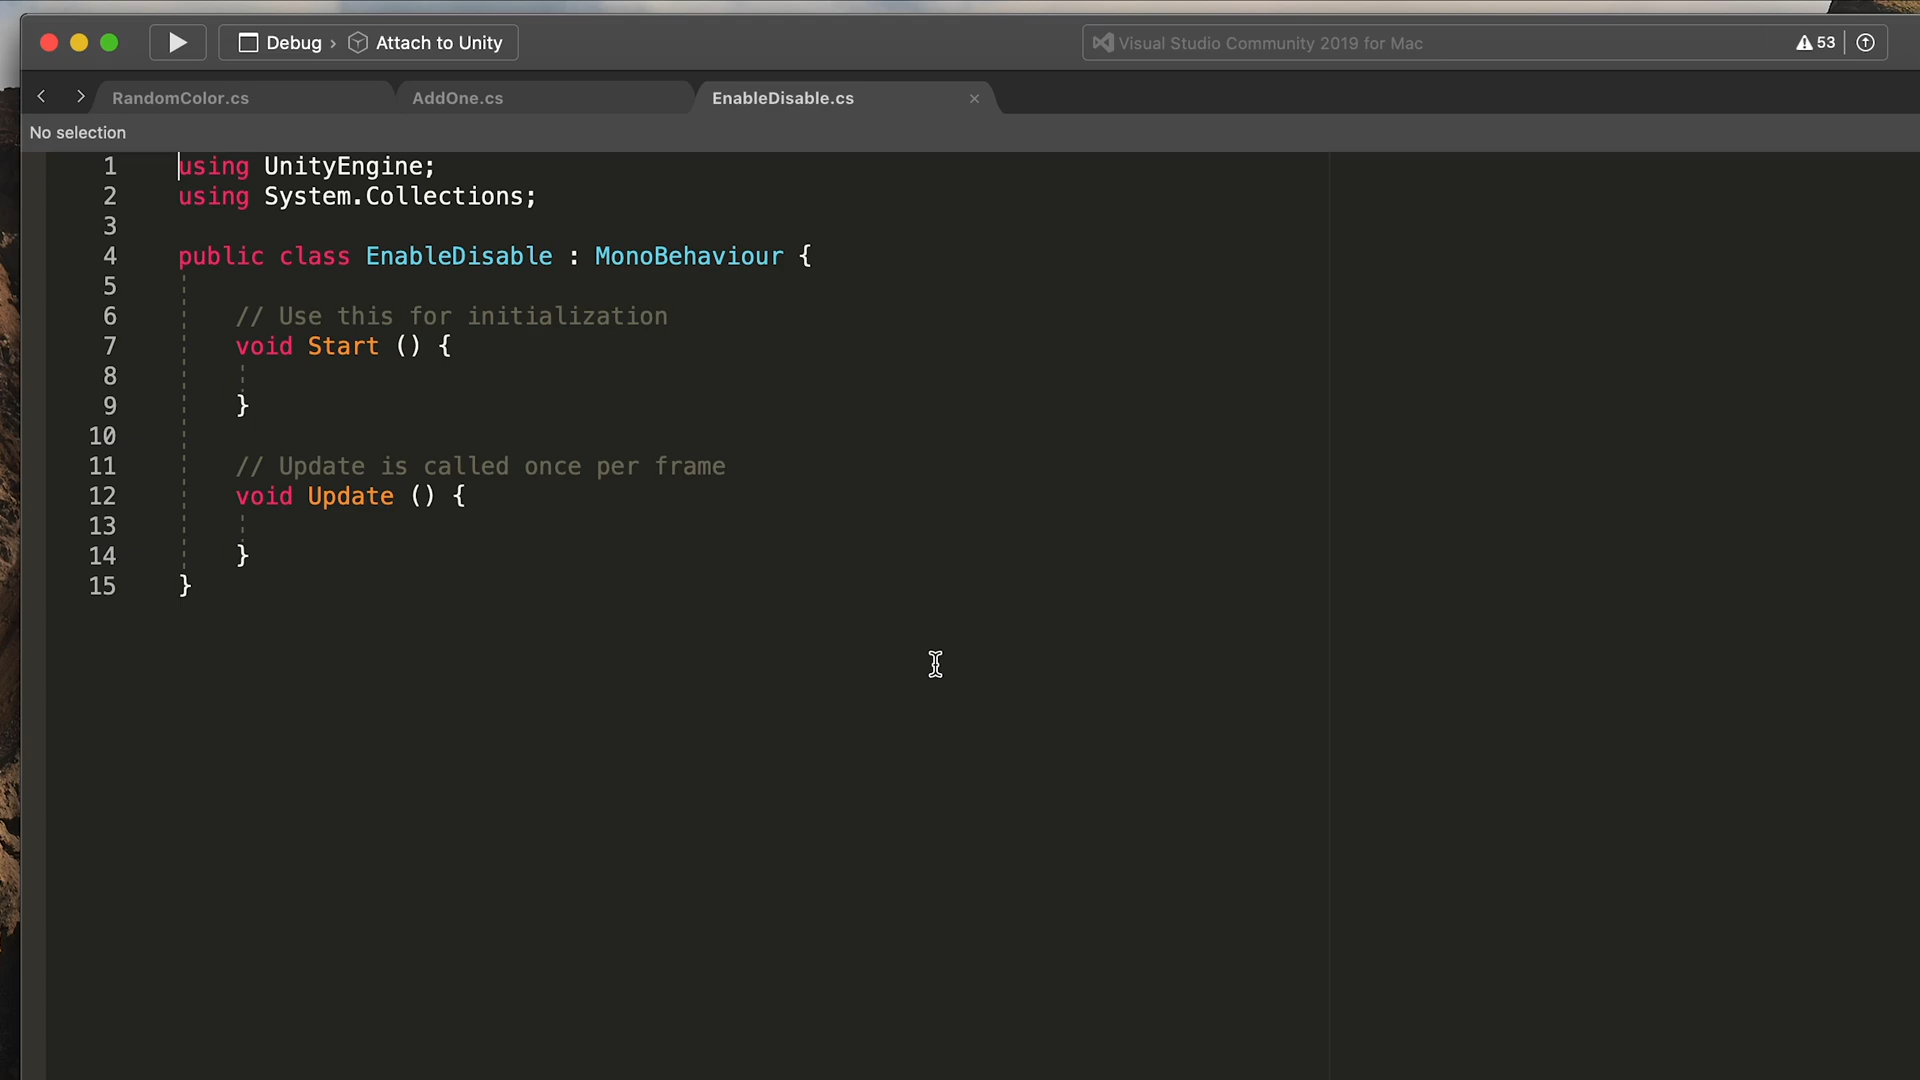 Debug › Attach to Unity
Visual Studio Community 2019 for Mac
53
RandomColor.cs
AddOne.cs
EnableDisable.cs
No selection
1 using UnityEngine;
2 using System.Collections;
3
4 public class EnableDisable : MonoBehaviour {
5
6 // Use this for initialization
7 void Start () {
8
9 }
10
11 // Update is called once per frame
12 void Update () {
13
14 }
15 }